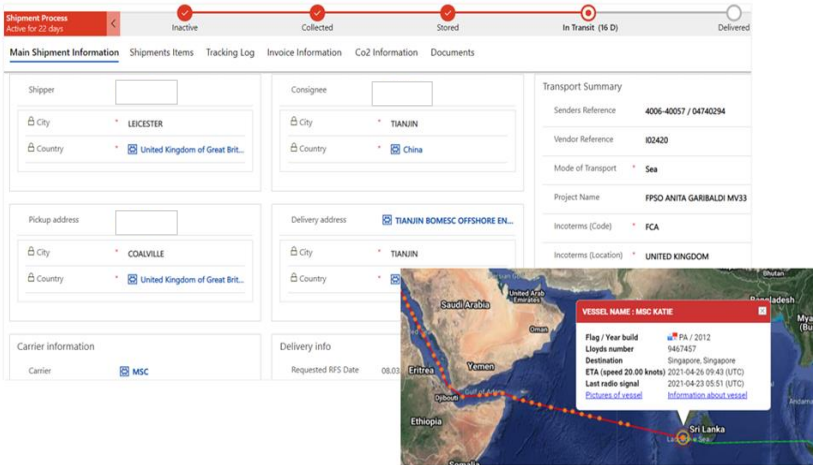 Shipment Process
Active for 22 days
Inactive
Collected
Stored
In Transit (16 D)
Delivered
Main Shipment Information
Shipments Items
Tracking Log
Invoice Information
Co2 Information
Documents
Shipper
City * LEICESTER
Country * United Kingdom of Great Brit...
Consignee
City * TIANJIN
Country * China
Transport Summary
Senders Reference 4006-40057 / 04740294
Vendor Reference I02420
Mode of Transport * Sea
Project Name FPSO ANITA GARIBALDI MV33
Incoterms (Code) * FCA
Incoterms (Location) * UNITED KINGDOM
Pickup address
City * COALVILLE
Country * United Kingdom of Great Brit...
Delivery address TIANJIN BOMESC OFFSHORE EN...
City * TIANJIN
Country *
Carrier information
Carrier MSC
Delivery info
Requested RFS Date 08.03
Saudi Arabia
United Arab
Emirates
Oman
Yemen
Eritrea
Djibouti
Gulf of Aden
Ethiopia
Somalia
Bhutan
Bangladesh
Sri Lanka
VESSEL NAME : MSC KATIE
Flag / Year build PA / 2012
Lloyds number 9467457
Destination Singapore, Singapore
ETA (speed 20.00 knots) 2021-04-26 09:43 (UTC)
Last radio signal 2021-04-23 05:51 (UTC)
Pictures of vessel
Information about vessel